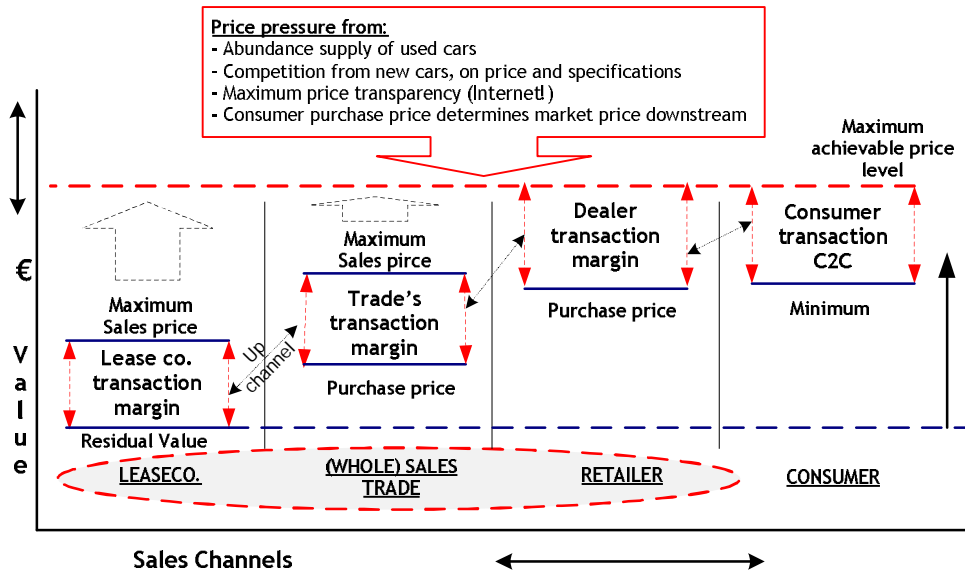 Price pressure from:
- Abundance supply of used cars
- Competition from new cars, on price and specifications
- Maximum price transparency (Internet!)
- Consumer purchase price determines market price downstream
Maximum
achievable price
level
€
Value
Maximum
Sales price
Lease co.
transaction
margin
Residual Value
Up
channel
Maximum
Sales pirce
Trade's
transaction
margin
Purchase price
Dealer
transaction
margin
Purchase price
Consumer
transaction
C2C
Minimum
LEASECO.
(WHOLE) SALES
TRADE
RETAILER
CONSUMER
Sales Channels